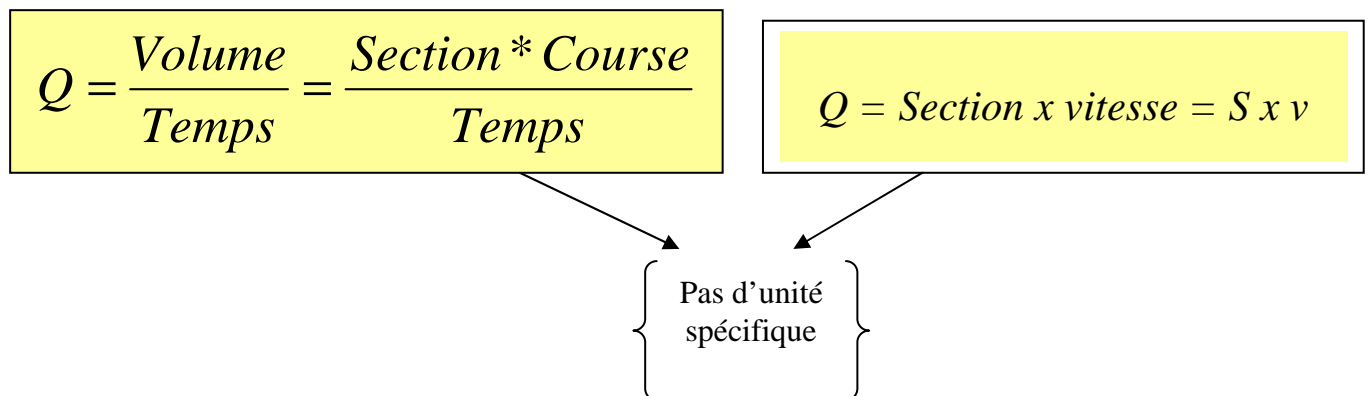 Q = Volume / Temps = Section * Course / Temps
Q = Section x vitesse = S x v
Pas d’unité
spécifique